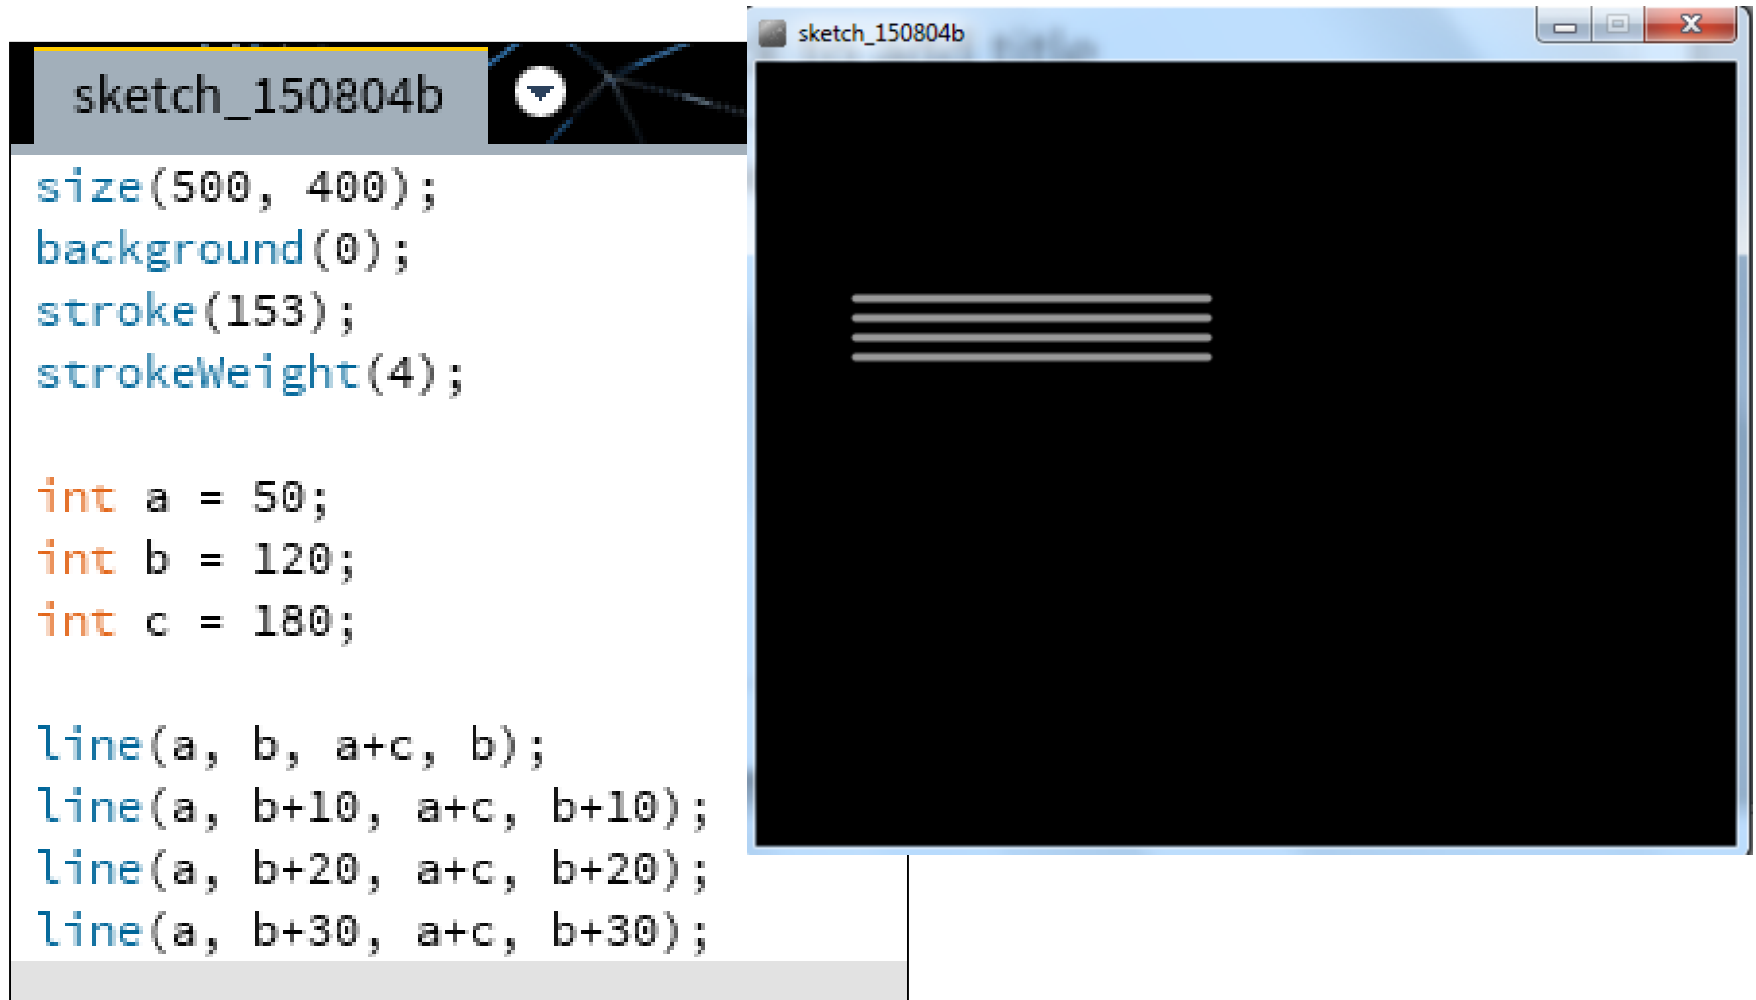 sketch_150804b
size(500, 400);
background(0);
stroke(153);
strokeWeight(4);
int a = 50;
int b = 120;
int c = 180;
line(a, b, a+c, b);
line(a, b+10, a+c, b+10);
line(a, b+20, a+c, b+20);
line(a, b+30, a+c, b+30);
sketch_150804b